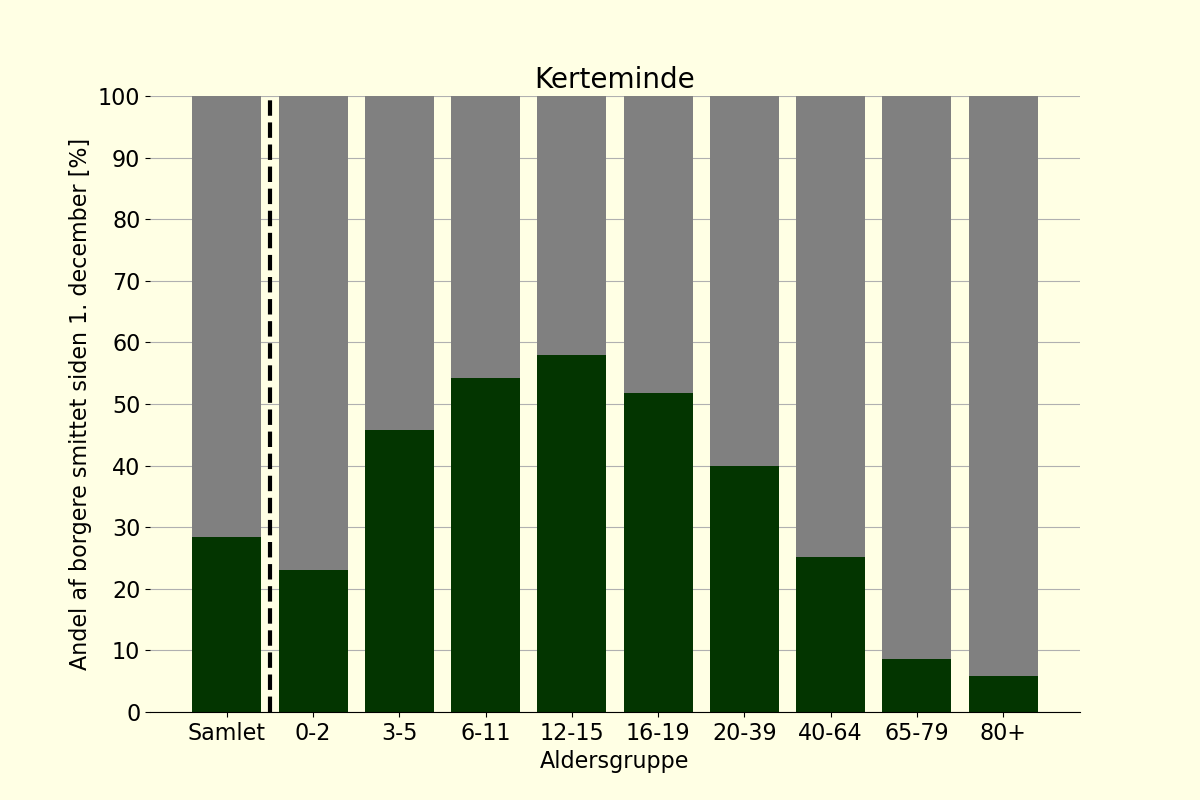 Kerteminde
Andel af borgere smittet siden 1. december [%]
100
90
80
70
60
50
40
30
20
10
0
Samlet 0-2 3-5 6-11 12-15 16-19 20-39 40-64 65-79 80+
Aldersgruppe